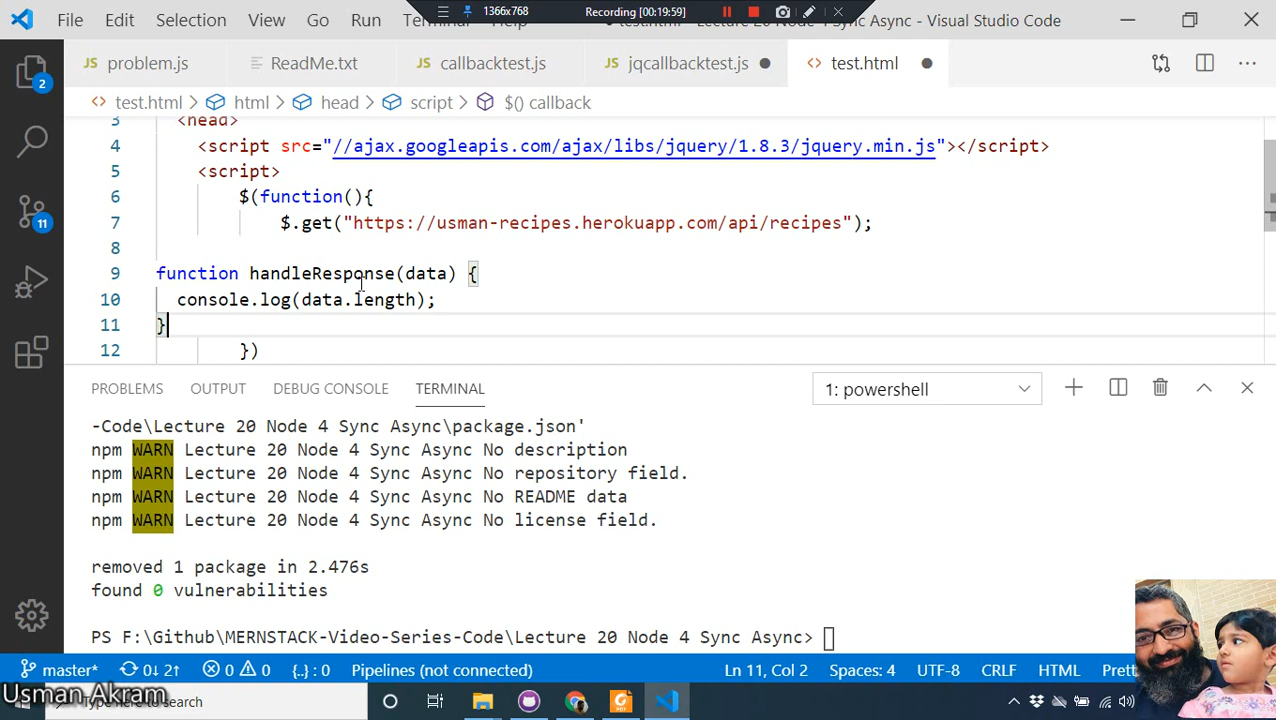 1366x768 Recording [00:19:59]
File Edit Selection View Go Run Terminal Help Lecture 20 Node 4 Sync Async - Visual Studio Code
JS problem.js ReadMe.txt JS callbacktest.js JS jqcallbacktest.js ● <> test.html ●
2
<> test.html > html > head > script > $() callback
3 <head>
4 <script src="//ajax.googleapis.com/ajax/libs/jquery/1.8.3/jquery.min.js"></script>
5 <script>
6 $(function(){
7 $.get("https://usman-recipes.herokuapp.com/api/recipes");
8
11
9 function handleResponse(data) {
10 console.log(data.length);
11 }
12 })
PROBLEMS OUTPUT DEBUG CONSOLE TERMINAL 1: powershell
-Code\Lecture 20 Node 4 Sync Async\package.json'
npm WARN Lecture 20 Node 4 Sync Async No description
npm WARN Lecture 20 Node 4 Sync Async No repository field.
npm WARN Lecture 20 Node 4 Sync Async No README data
npm WARN Lecture 20 Node 4 Sync Async No license field.
removed 1 package in 2.476s
found 0 vulnerabilities
PS F:\Github\MERNSTACK-Video-Series-Code\Lecture 20 Node 4 Sync Async>
master* 0↓ 2↑ 0 0 {..} : 0 Pipelines (not connected) Ln 11, Col 2 Spaces: 4 UTF-8 CRLF HTML Prett
Usman Akram
Type here to search